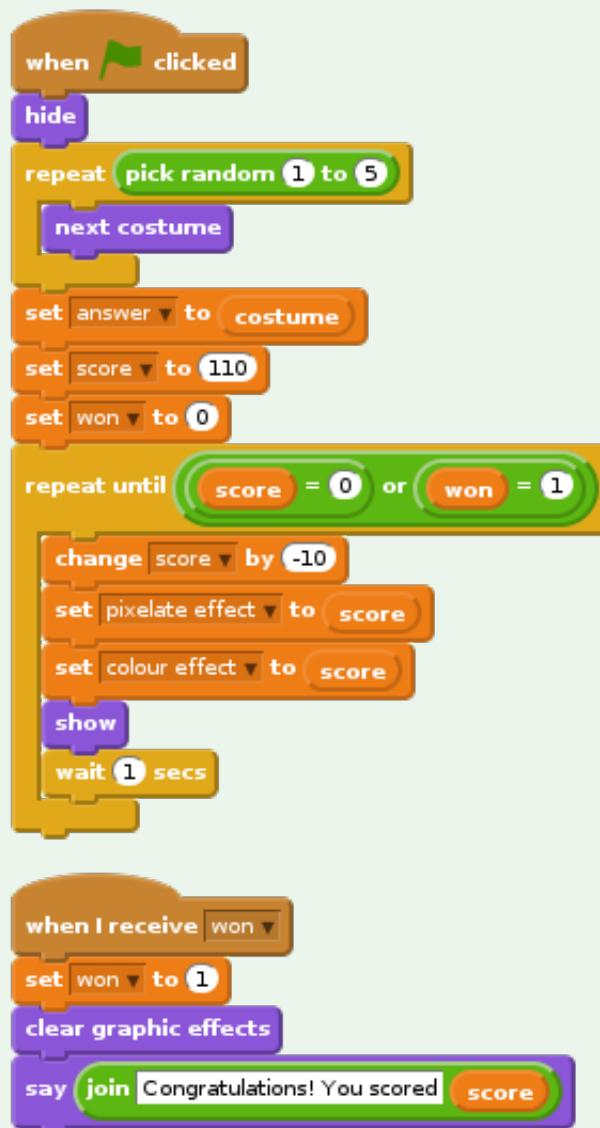 when clicked
hide
repeat pick random 1 to 5
next costume
set answer to costume
set score to 110
set won to 0
repeat until score = 0 or won = 1
change score by -10
set pixelate effect to score
set colour effect to score
show
wait 1 secs
when I receive won
set won to 1
clear graphic effects
say join Congratulations! You scored score